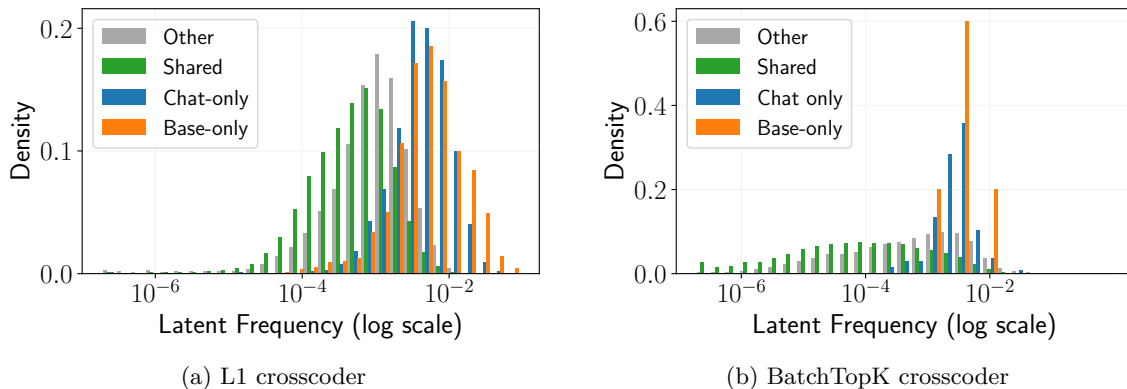 0.2
0.1
0.0
Density
Other
Shared
Chat-only
Base-only
10^{-6}
10^{-4}
10^{-2}
Latent Frequency (log scale)
(a) L1 crosscoder
0.6
0.4
0.2
0.0
Density
Other
Shared
Chat only
Base-only
10^{-6}
10^{-4}
10^{-2}
Latent Frequency (log scale)
(b) BatchTopK crosscoder